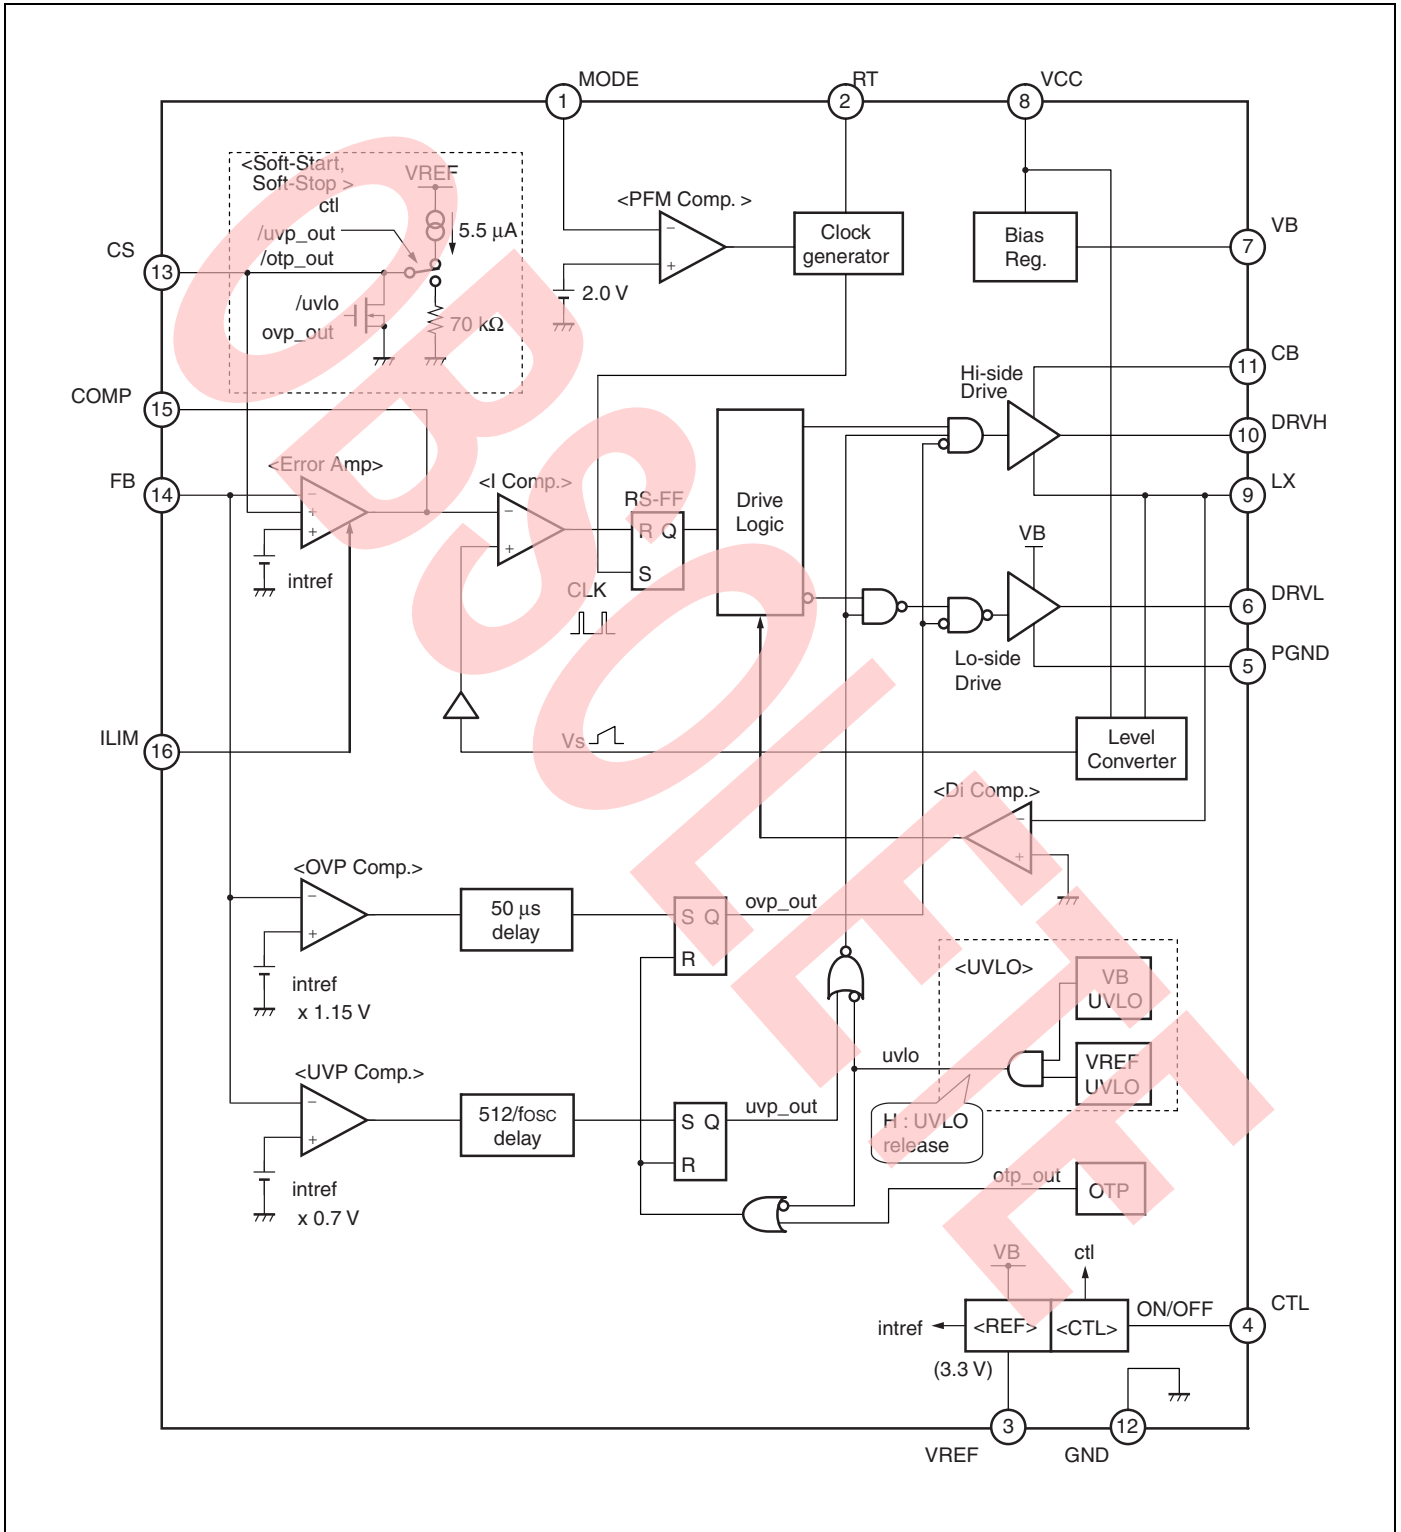 MODE
1
RT
2
VCC
8
<Soft-Start,
Soft-Stop >
ctl
VREF
/uvp_out
/otp_out
5.5 μA
/uvlo
ovp_out
70 kΩ
CS
13
<PFM Comp. >
−
+
2.0 V
Clock
generator
Bias
Reg.
VB
7
CB
11
Hi-side
Drive
DRVH
10
LX
9
COMP
15
FB
14
<Error Amp>
−
+
+
intref
<I Comp.>
−
+
RS-FF
R Q
S
CLK
Drive
Logic
VB
DRVL
6
Lo-side
Drive
PGND
5
ILIM
16
Vs
Level
Converter
<Di Comp.>
−
+
<OVP Comp.>
−
+
intref
x 1.15 V
50 μs
delay
S Q
R
ovp_out
<UVLO>
VB
UVLO
VREF
UVLO
uvlo
H : UVLO
release
<UVP Comp.>
−
+
intref
x 0.7 V
512/fOSC
delay
S Q
R
uvp_out
otp_out
OTP
VB
ctl
intref
<REF>
<CTL>
ON/OFF
CTL
4
(3.3 V)
VREF
3
GND
12
OBSOLETE